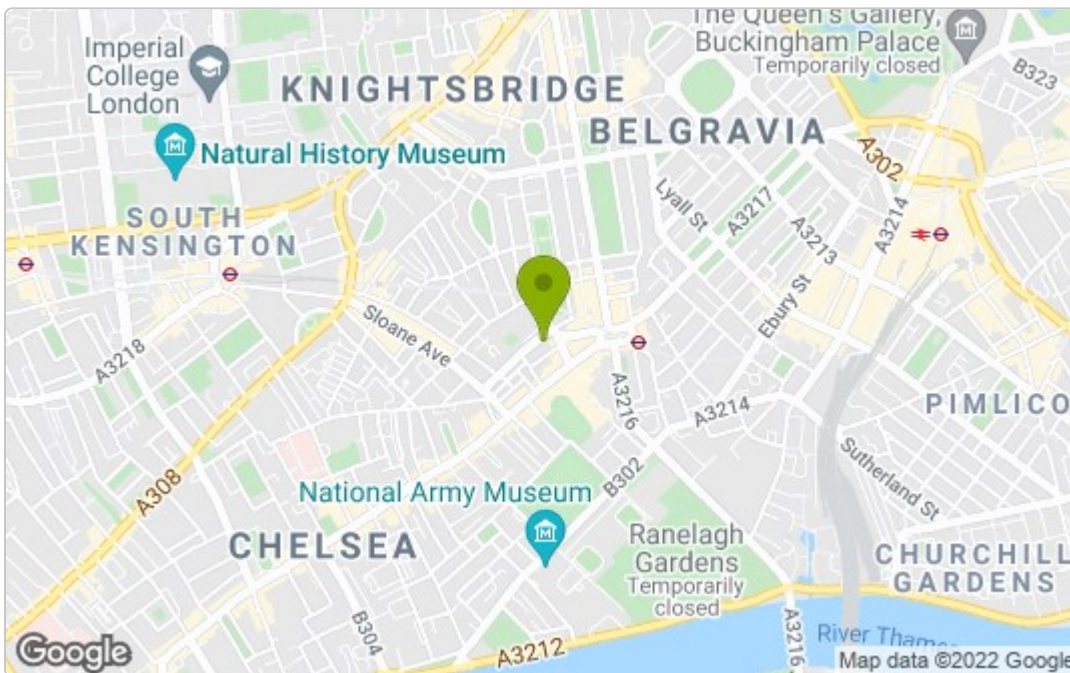 The Queen's Gallery,
Buckingham Palace
Temporarily closed
B323
Imperial
College
London
KNIGHTSBRIDGE
BELGRAVIA
A302
Natural History Museum
Lyall St
A3217
SOUTH
KENSINGTON
A3213
A3214
Sloane Ave
Ebury St
A3218
A3216
A3214
PIMLICO
A308
National Army Museum
B302
Sutherland St
CHELSEA
Ranelagh
Gardens
Temporarily
closed
CHURCHILL
GARDENS
B304
A3212
A3216
River Thames
Google
Map data ©2022 Google